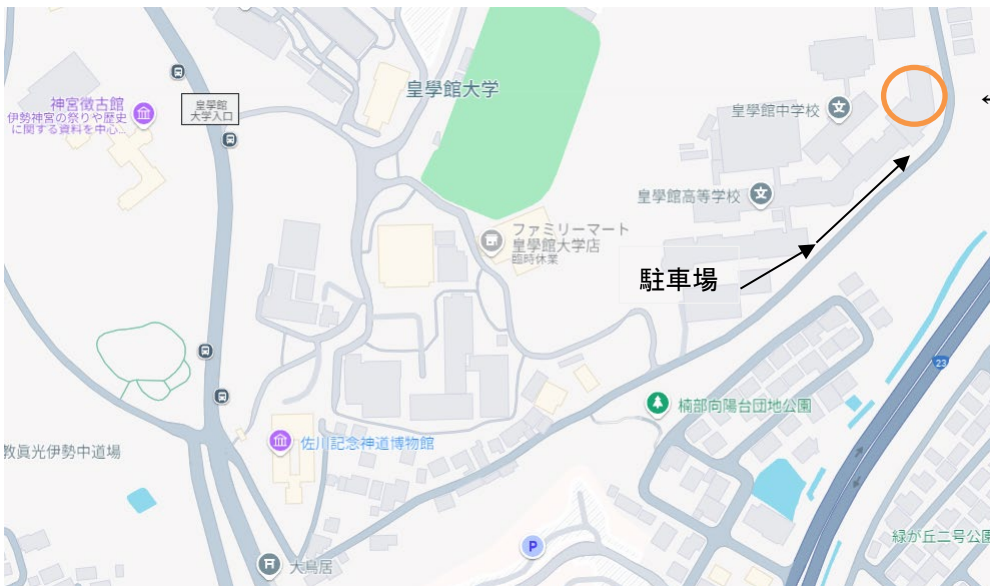 皇學館大学
神宮徴古館
伊勢神宮の祭りや歴史
に関する資料を中心...
皇學館
大学入口
皇學館中学校
文
←
皇學館高等学校
文
ファミリーマート
皇學館大学店
臨時休業
駐車場
23
楠部向陽台団地公園
佐川記念神道博物館
教眞光伊勢中道場
緑が丘二号公園
P
大鳥居